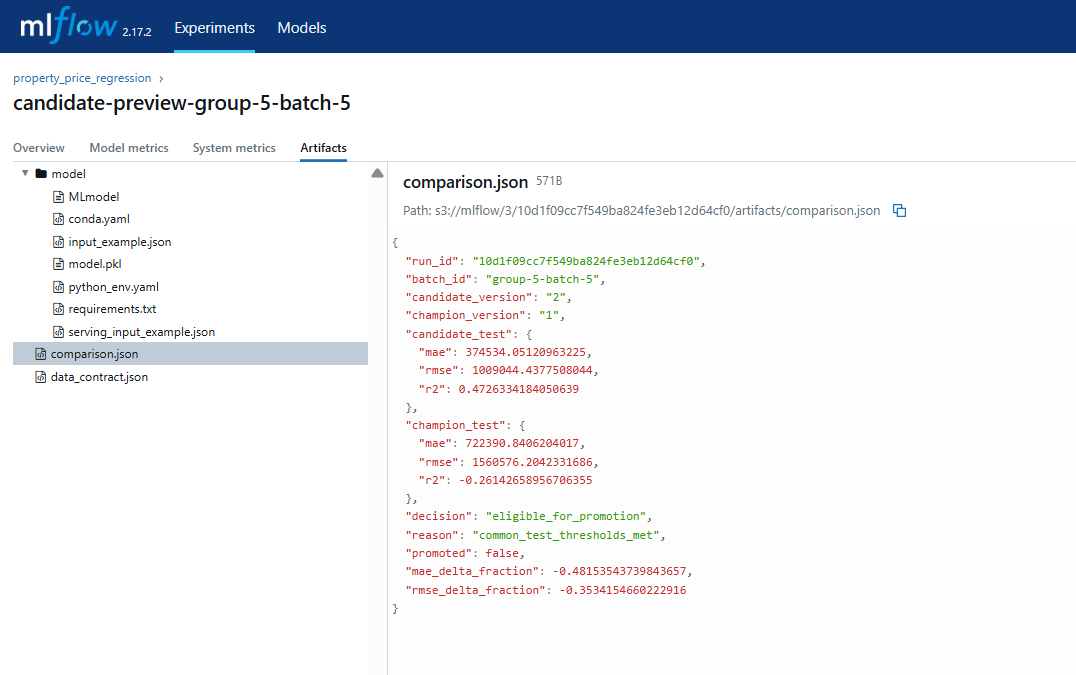 mlflow 2.17.2 Experiments Models
property_price_regression ›
candidate-preview-group-5-batch-5
Overview Model metrics System metrics Artifacts
model
MLmodel
conda.yaml
input_example.json
model.pkl
python_env.yaml
requirements.txt
serving_input_example.json
comparison.json
data_contract.json
comparison.json 571B
Path: s3://mlflow/3/10d1f09cc7f549ba824fe3eb12d64cf0/artifacts/comparison.json
{
  "run_id": "10d1f09cc7f549ba824fe3eb12d64cf0",
  "batch_id": "group-5-batch-5",
  "candidate_version": "2",
  "champion_version": "1",
  "candidate_test": {
    "mae": 374534.05120963225,
    "rmse": 1009044.4377508044,
    "r2": 0.4726334184050639
  },
  "champion_test": {
    "mae": 722390.8406204017,
    "rmse": 1560576.2042331686,
    "r2": -0.26142658956706355
  },
  "decision": "eligible_for_promotion",
  "reason": "common_test_thresholds_met",
  "promoted": false,
  "mae_delta_fraction": -0.48153543739843657,
  "rmse_delta_fraction": -0.3534154660222916
}